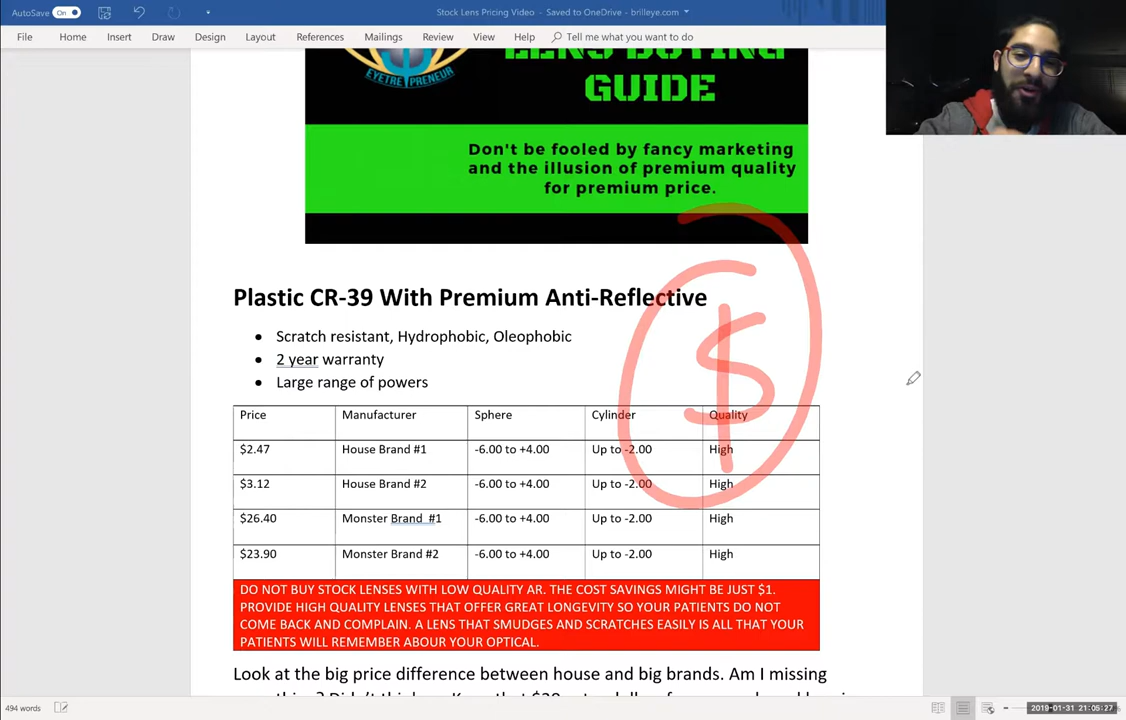 AutoSave On
Stock Lens Pricing Video - Saved to OneDrive - brilleye.com
File Home Insert Draw Design Layout References Mailings Review View Help Tell me what you want to do
EYETREPRENEUR
LENS BUYING
GUIDE
Don't be fooled by fancy marketing
and the illusion of premium quality
for premium price.
$
Plastic CR-39 With Premium Anti-Reflective
• Scratch resistant, Hydrophobic, Oleophobic
• 2 year warranty
• Large range of powers
Price Manufacturer Sphere Cylinder Quality
$2.47 House Brand #1 -6.00 to +4.00 Up to -2.00 High
$3.12 House Brand #2 -6.00 to +4.00 Up to -2.00 High
$26.40 Monster Brand #1 -6.00 to +4.00 Up to -2.00 High
$23.90 Monster Brand #2 -6.00 to +4.00 Up to -2.00 High
DO NOT BUY STOCK LENSES WITH LOW QUALITY AR. THE COST SAVINGS MIGHT BE JUST $1.
PROVIDE HIGH QUALITY LENSES THAT OFFER GREAT LONGEVITY SO YOUR PATIENTS DO NOT
COME BACK AND COMPLAIN. A LENS THAT SMUDGES AND SCRATCHES EASILY IS ALL THAT YOUR
PATIENTS WILL REMEMBER ABOUR YOUR OPTICAL.
Look at the big price difference between house and big brands. Am I missing
494 words
2019-01-31 21:05:27